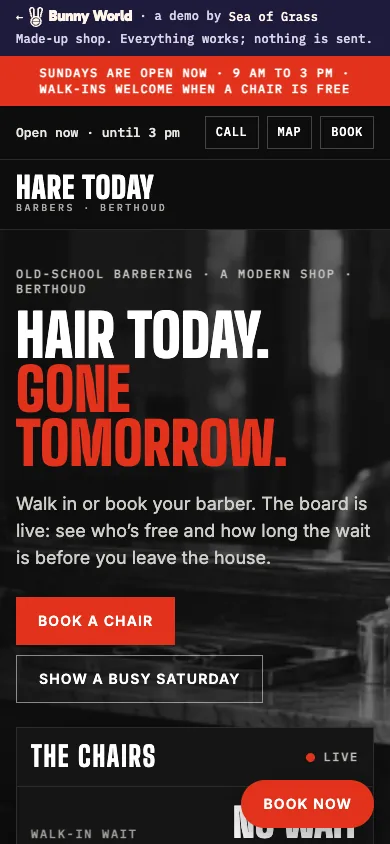 ← Bunny World · a demo by Sea of Grass
Made-up shop. Everything works; nothing is sent.
SUNDAYS ARE OPEN NOW · 9 AM TO 3 PM ·
WALK-INS WELCOME WHEN A CHAIR IS FREE
Open now · until 3 pm
CALL
MAP
BOOK
HARE TODAY
BARBERS · BERTHOUD
OLD-SCHOOL BARBERING · A MODERN SHOP ·
BERTHOUD
HAIR TODAY.
GONE
TOMORROW.
Walk in or book your barber. The board is
live: see who’s free and how long the wait
is before you leave the house.
BOOK A CHAIR
SHOW A BUSY SATURDAY
THE CHAIRS
LIVE
WALK-IN WAIT
NO WAIT
BOOK NOW